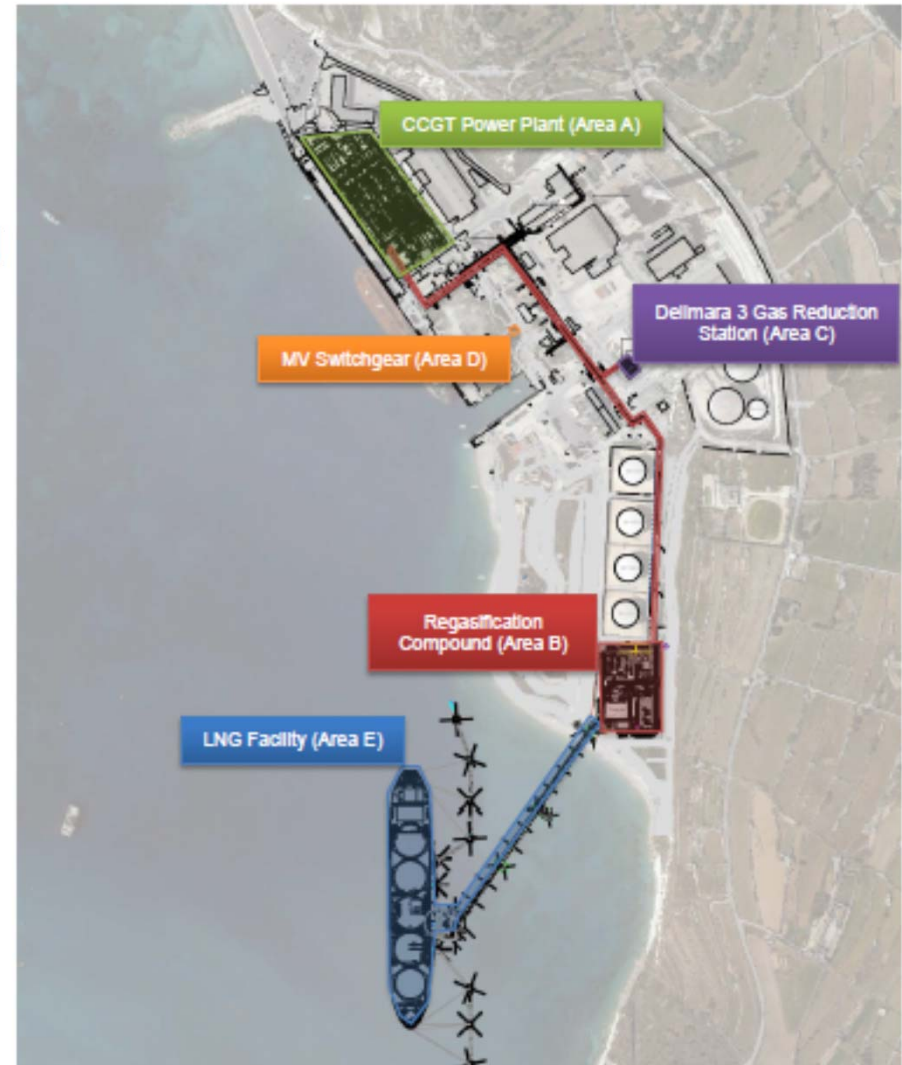 CCGT Power Plant (Area A)
Delimara 3 Gas Reduction
Station (Area C)
MV Switchgear (Area D)
Regasification
Compound (Area B)
LNG Facility (Area E)